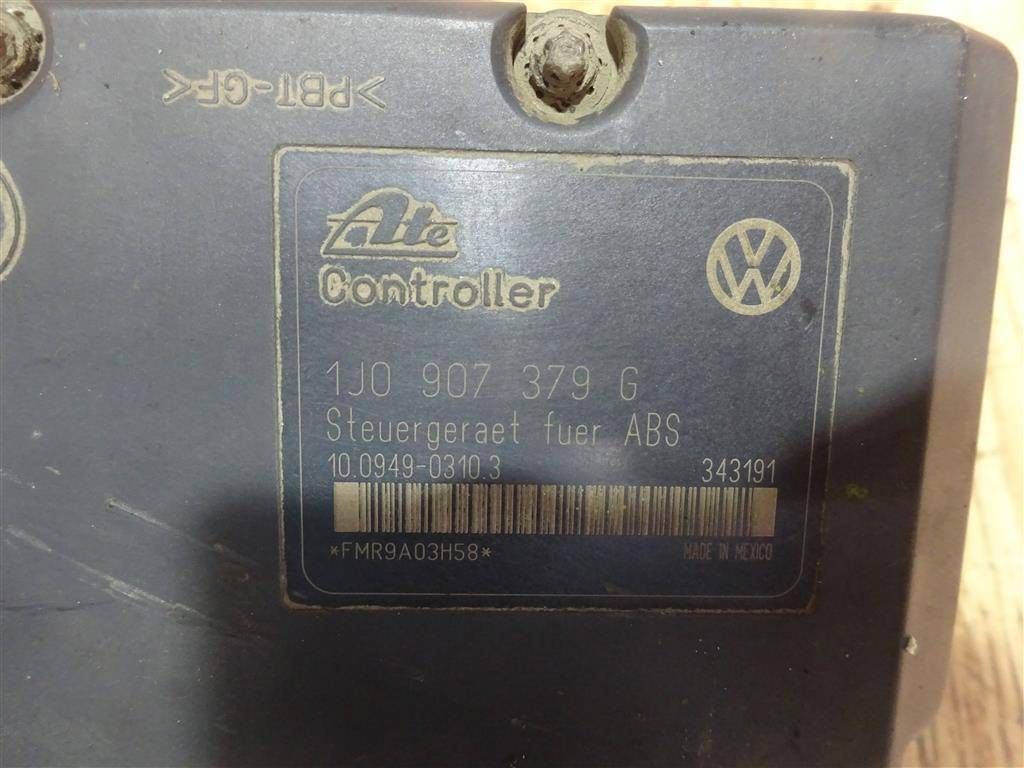 >PBT-GF<
Ate
Controller
VW
1J0 907 379 G
Steuergeraet fuer ABS
10.0949-0310.3 343191
*FMR9A03H58*
MADE IN MEXICO